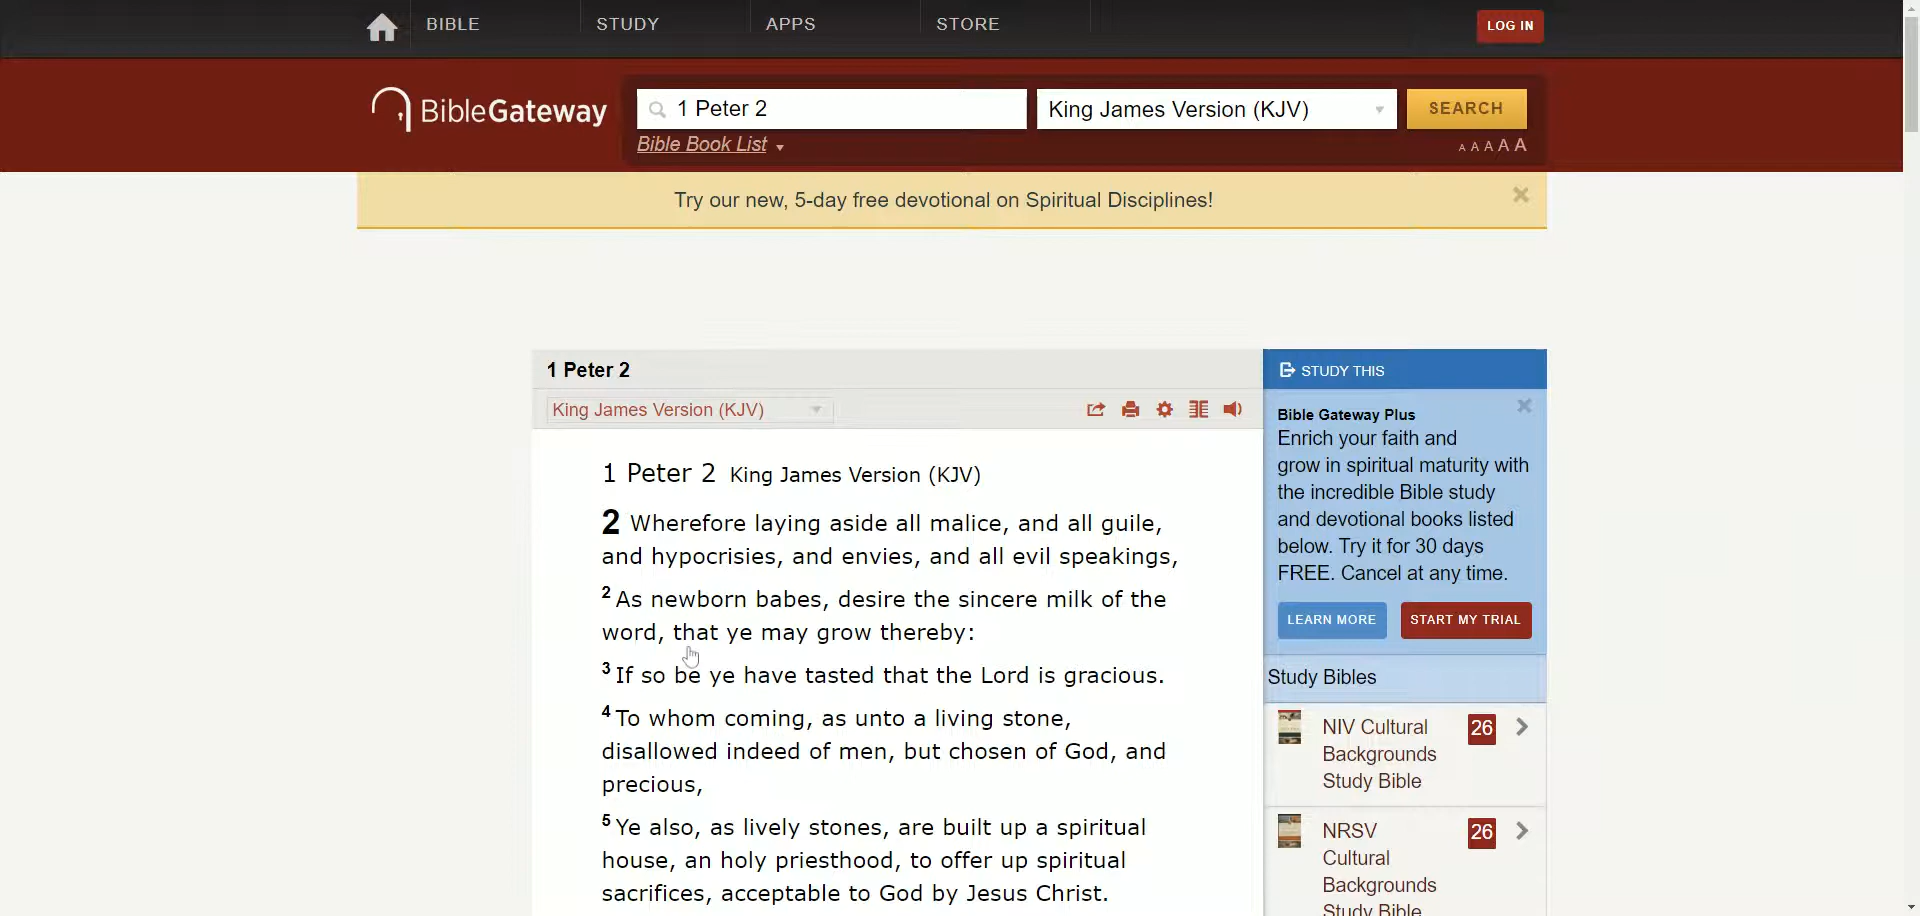 BIBLE STUDY APPS STORE LOG IN
BibleGateway
1 Peter 2 King James Version (KJV) SEARCH
Bible Book List A A A A A
Try our new, 5-day free devotional on Spiritual Disciplines!
1 Peter 2
King James Version (KJV)
1 Peter 2 King James Version (KJV)
2 Wherefore laying aside all malice, and all guile,
and hypocrisies, and envies, and all evil speakings,
2 As newborn babes, desire the sincere milk of the
word, that ye may grow thereby:
3 If so be ye have tasted that the Lord is gracious.
4 To whom coming, as unto a living stone,
disallowed indeed of men, but chosen of God, and
precious,
5 Ye also, as lively stones, are built up a spiritual
house, an holy priesthood, to offer up spiritual
sacrifices, acceptable to God by Jesus Christ.
STUDY THIS
Bible Gateway Plus
Enrich your faith and
grow in spiritual maturity with
the incredible Bible study
and devotional books listed
below. Try it for 30 days
FREE. Cancel at any time.
LEARN MORE START MY TRIAL
Study Bibles
NIV Cultural 26
Backgrounds
Study Bible
NRSV 26
Cultural
Backgrounds
Study Bible